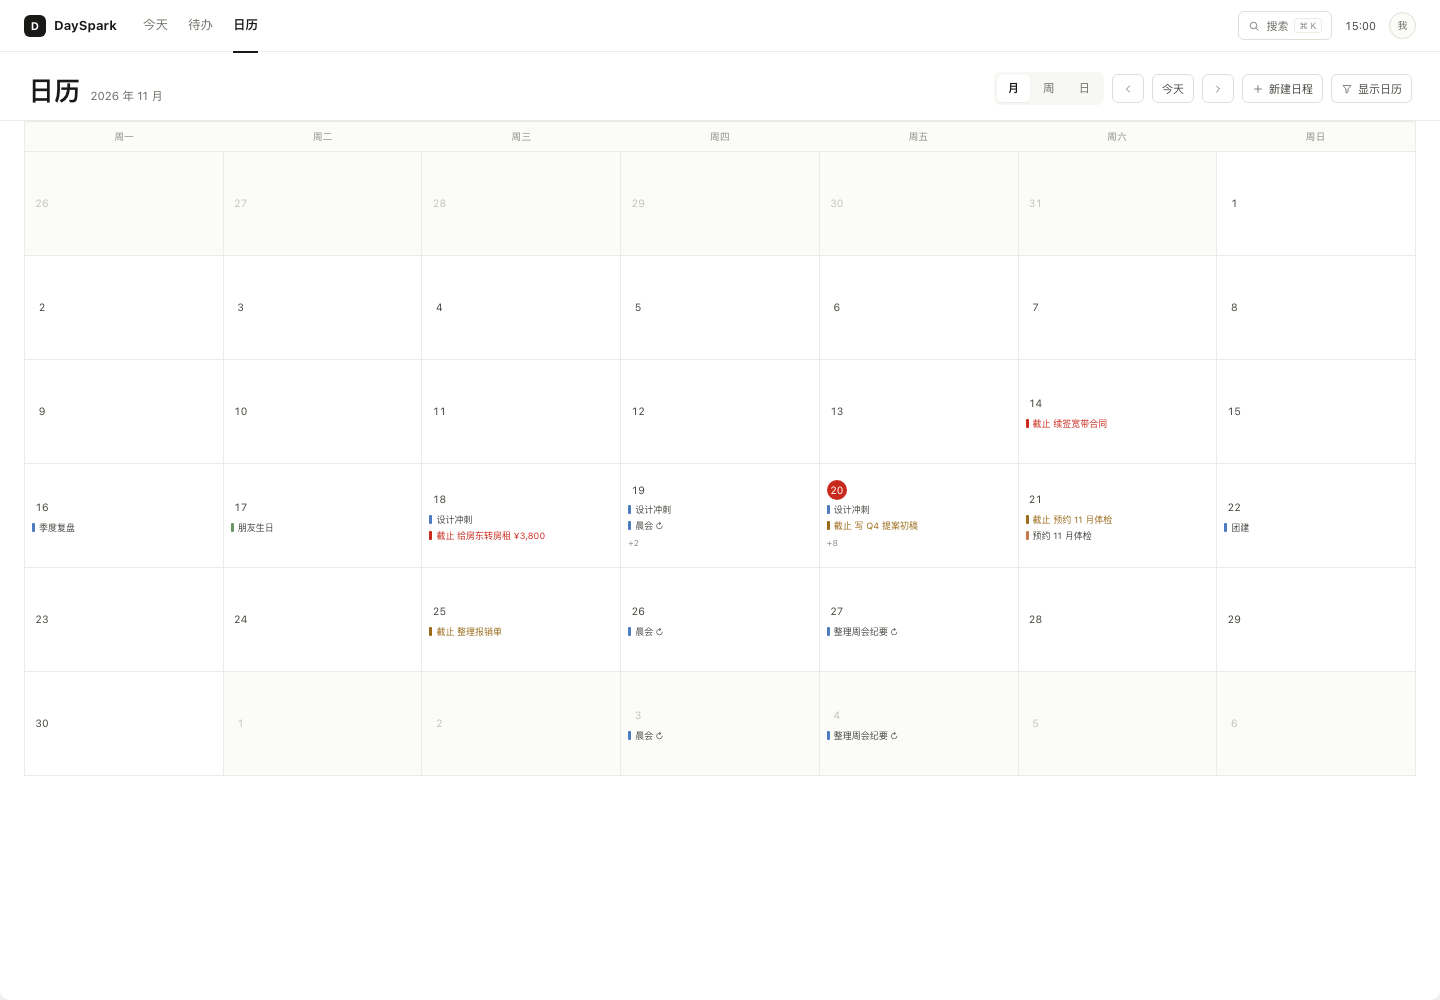 D DaySpark 今天 待办 日历 搜索 ⌘ K 15:00 我
日历 2026 年 11 月 月 周 日 ‹ 今天 › + 新建日程 显示日历
周一 周二 周三 周四 周五 周六 周日
26 27 28 29 30 31 1
2 3 4 5 6 7 8
9 10 11 12 13 14 15
截止 续签宽带合同
16 17 18 19 20 21 22
季度复盘
朋友生日
设计冲刺
截止 给房东转房租 ¥3,800
设计冲刺
晨会 ↻
+2
设计冲刺
截止 写 Q4 提案初稿
+8
截止 预约 11 月体检
预约 11 月体检
团建
23 24 25 26 27 28 29
截止 整理报销单
晨会 ↻
整理周会纪要 ↻
30 1 2 3 4 5 6
晨会 ↻
整理周会纪要 ↻